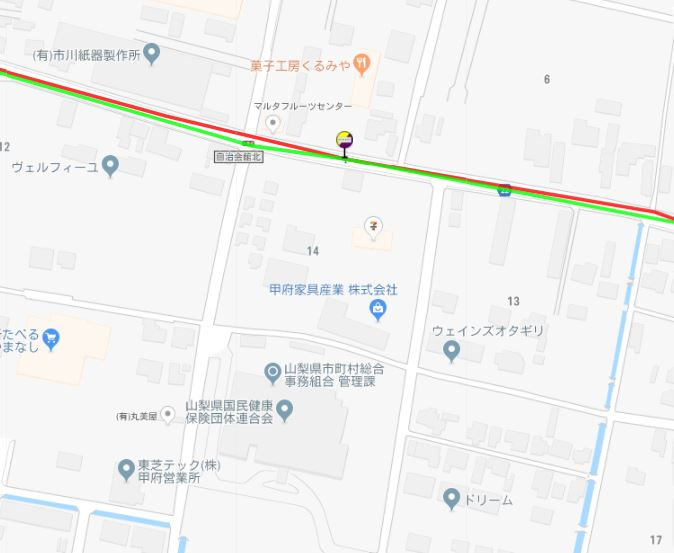 (有)市川紙器製作所
菓子工房くるみや
6
マルタフルーツセンター
12
自治会館北
ヴェルフィーユ
14
甲府家具産業 株式会社
13
ウェインズオタギリ
たべる
まなし
山梨県市町村総合
事務組合 管理課
山梨県国民健康
保険団体連合会
(有)丸美屋
東芝テック(株)
甲府営業所
ドリーム
17